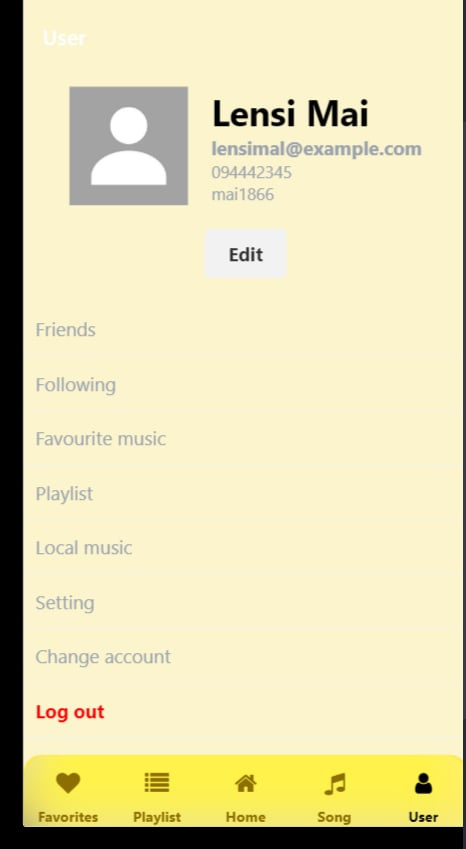 User
Lensi Mai
lensimal@example.com
094442345
mai1866
Edit
Friends
Following
Favourite music
Playlist
Local music
Setting
Change account
Log out
Favorites Playlist Home Song User